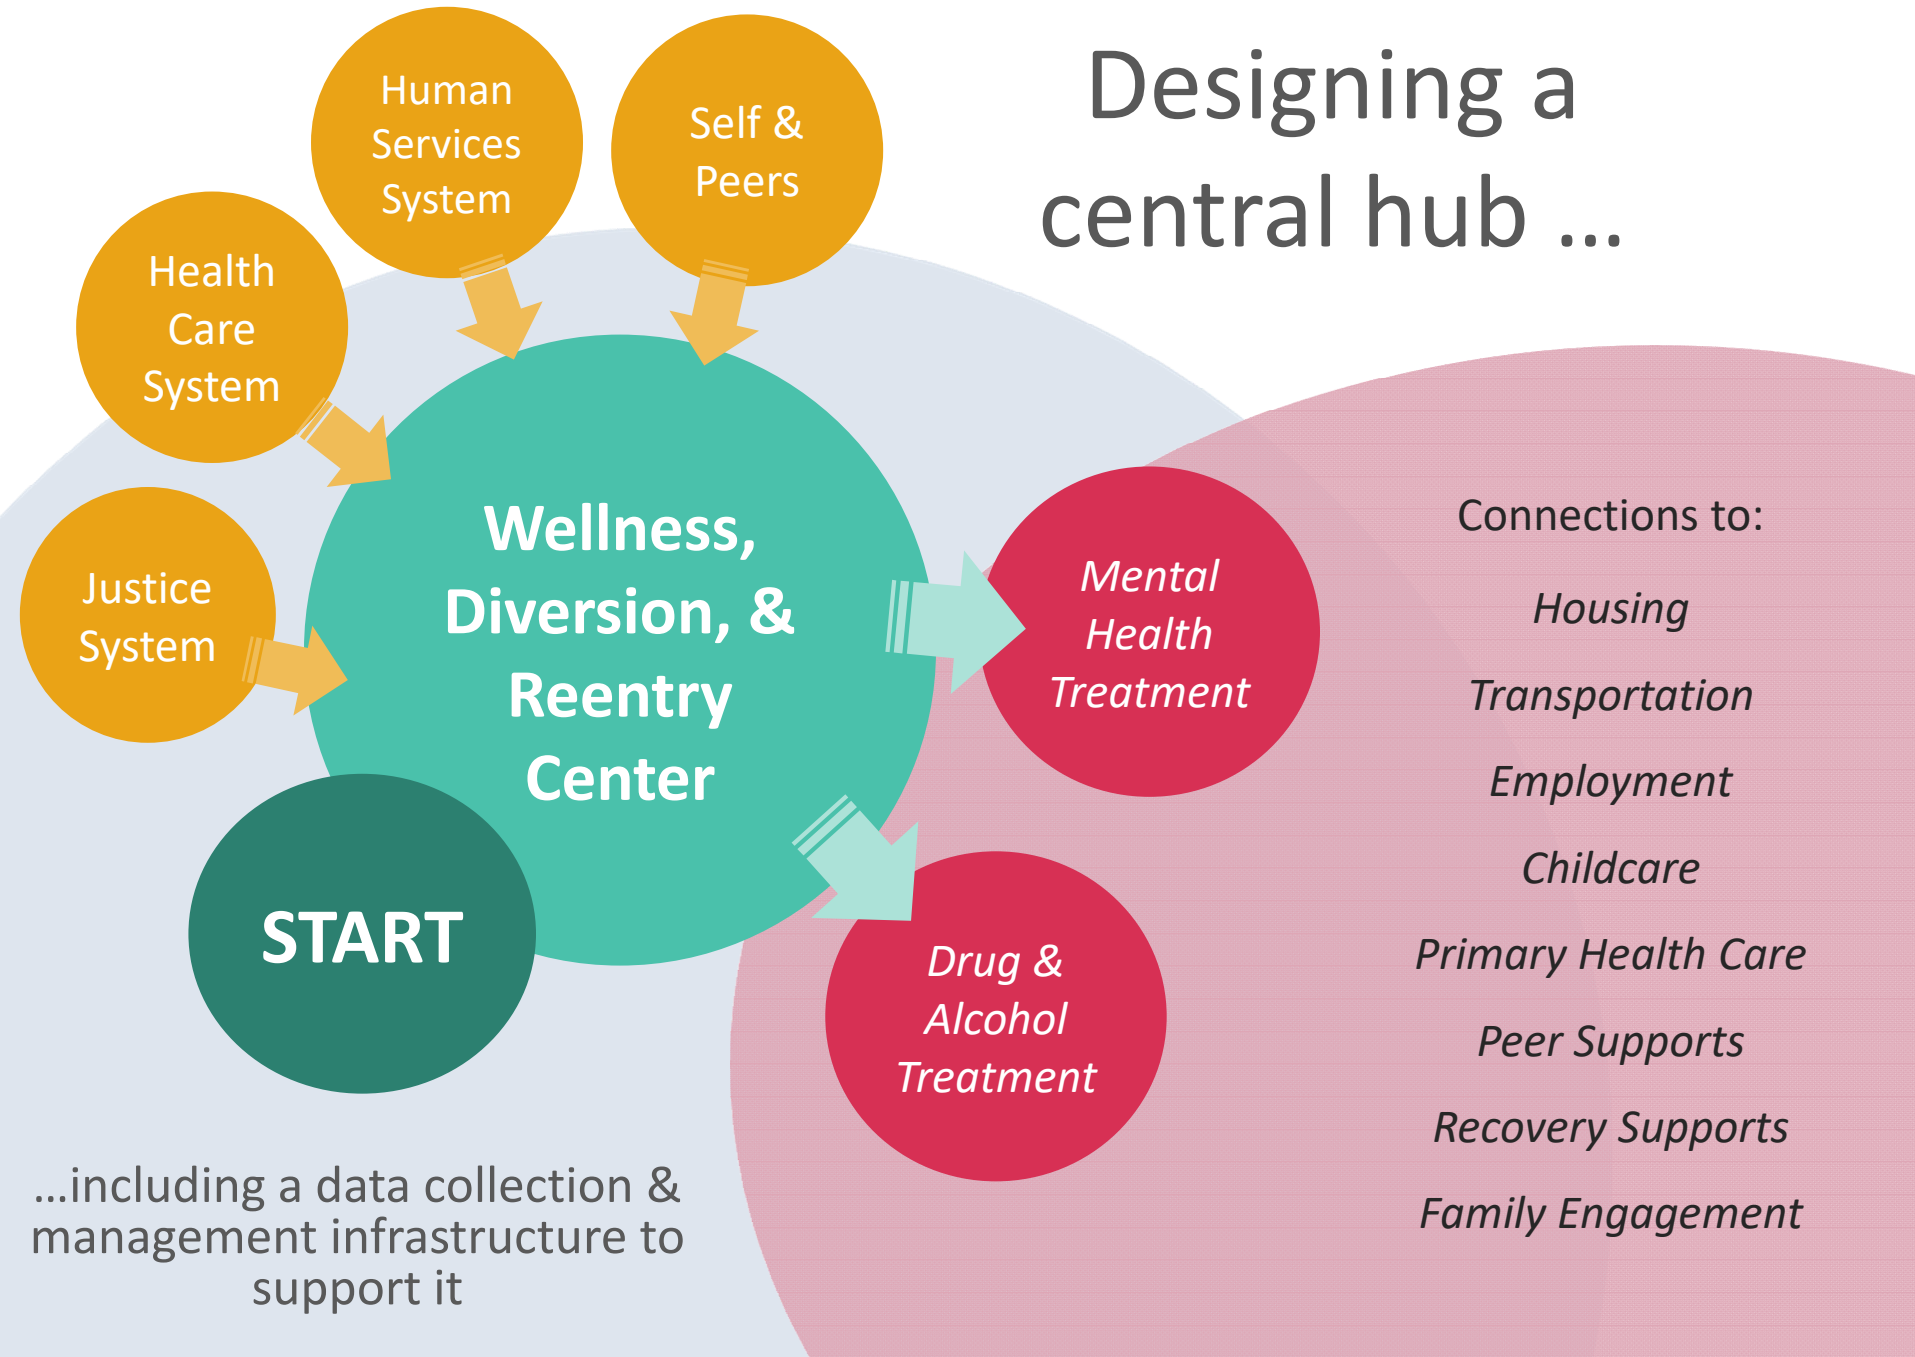 Designing a
central hub ...
Human
Services
System
Self &
Peers
Health
Care
System
Justice
System
Wellness,
Diversion, &
Reentry
Center
START
Mental
Health
Treatment
Drug &
Alcohol
Treatment
Connections to:
Housing
Transportation
Employment
Childcare
Primary Health Care
Peer Supports
Recovery Supports
Family Engagement
...including a data collection &
management infrastructure to
support it